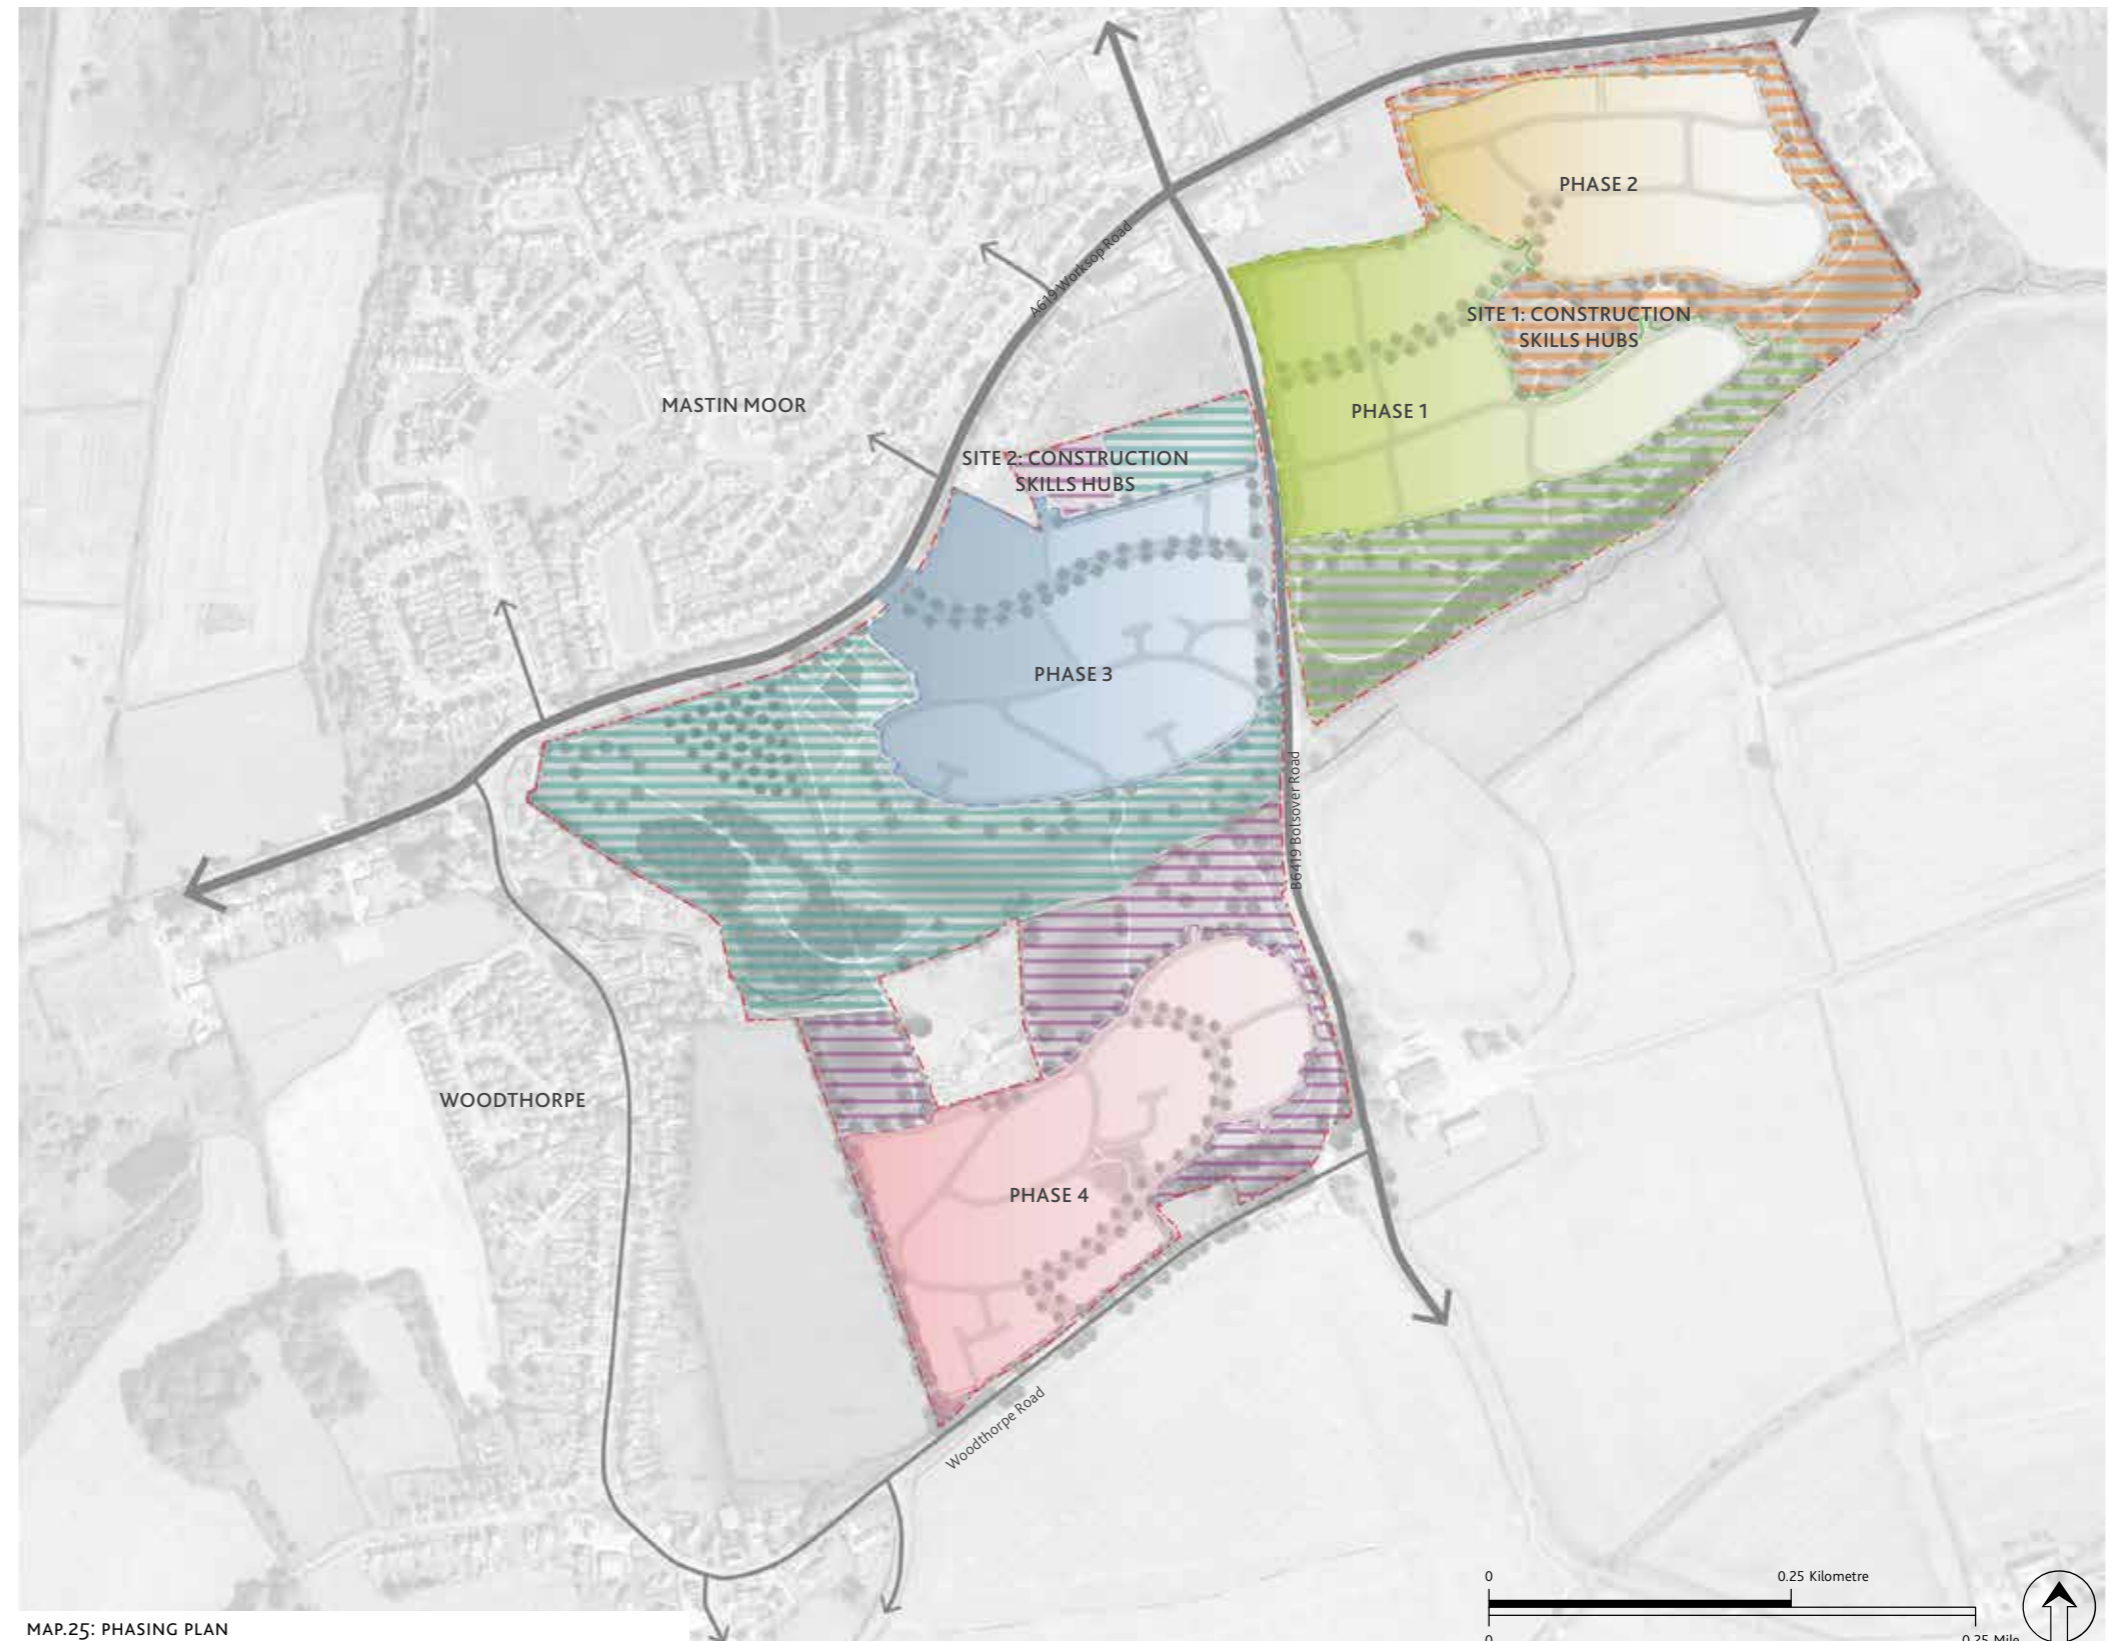 PHASE 2
A619 Worksop Road
SITE 1: CONSTRUCTION
SKILLS HUBS
MASTIN MOOR
PHASE 1
SITE 2: CONSTRUCTION
SKILLS HUBS
PHASE 3
B6419 Bolsover Road
WOODTHORPE
PHASE 4
Woodthorpe Road
0
0.25 Kilometre
0
0.25 Mile
MAP.25: PHASING PLAN